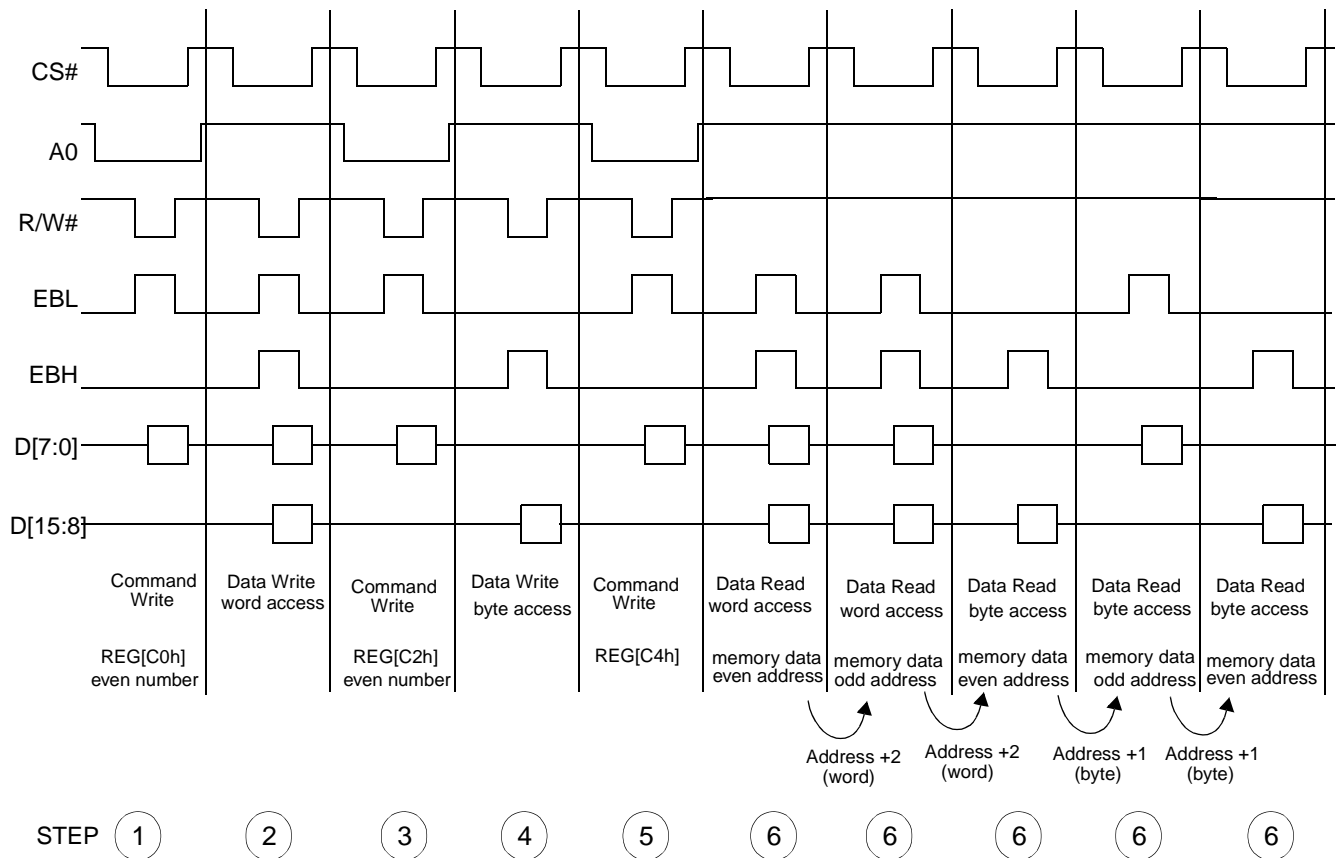 CS#
A0
R/W#
EBL
EBH
D[7:0]
D[15:8]
Command
Write
REG[C0h]
even number
Data Write
word access
Command
Write
REG[C2h]
even number
Data Write
byte access
Command
Write
REG[C4h]
Data Read
word access
memory data
even address
Data Read
word access
memory data
odd address
Data Read
byte access
memory data
even address
Data Read
byte access
memory data
odd address
Data Read
byte access
memory data
even address
Address +2
(word)
Address +2
(word)
Address +1
(byte)
Address +1
(byte)
STEP 1 2 3 4 5 6 6 6 6 6